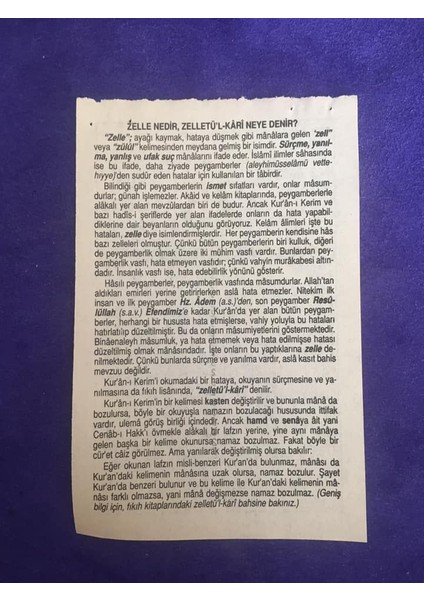 ZELLE NEDİR, ZELLETÜ'L-KÂRİ NEYE DENİR?
"Zelle"; ayağı kaymak, hataya düşmek gibi mânâlara gelen "zell"
veya "zülûl" kelimesinden meydana gelmiş bir isimdir. Sürçme, yanıl-
ma, yanlış ve ufak suç mânâlarını ifade eder. İslâmî ilimler sâhasında
ise bu ifade, daha ziyade peygamberler (aleyhimüsselâmü vette-
hiyye)'den sudûr eden hatalar için kullanılan bir tâbirdir.
Bilindiği gibi peygamberlerin ismet sıfatları vardır, onlar mâsum-
durlar; günah işlemezler. Akâid ve kelâm kitaplarında, peygamberlerle
alâkalı yer alan mevzûlardan biri de budur. Ancak Kur'ân-ı Kerim ve
bazı hadîs-i şeriflerde yer alan ifadelerde onların da hata yapabil-
diklerine dair beyanların olduğunu görüyoruz. Kelâm âlimleri işte bu
hataları, zelle diye isimlendirmişlerdir. Her peygamberin kendisine hâs
bazı zelleleri olmuştur. Çünkü bütün peygamberlerin biri kulluk, diğeri
de peygamberlik olmak üzere iki mühim vasfı vardır. Bunlardan pey-
gamberlik vasfı, hata etmeyen vasfıdır; çünkü vahyin murâkabesi altın-
dadır. İnsanlık vasfı ise, hata edebilirlik yönünü gösterir.
Hâsılı peygamberler, peygamberlik vasfında mâsumdurlar. Allah'tan
aldıkları emirleri yerine getirirlerken aslâ hata etmezler. Nitekim ilk
insan ve ilk peygamber Hz. Âdem (a.s.)'den, son peygamber Resû-
lüllah (s.a.v.) Efendimiz'e kadar Kur'ân'da yer alan bütün peygam-
berler, herhangi bir hususta hata etmişlerse, vahiy yoluyla bu hataları
hatırlatılıp düzeltilmiştir. Bu da onların mâsumiyetlerini göstermektedir.
Binâenaleyh mâsumluk, ya hata etmemek veya hata edilmişse hatası
düzeltilmiş olmak mânâsındadır. İşte onların bu yaptıklarına zelle de-
nilmektedir. Çünkü bunlarda sürçme ve yanılma vardır, aslâ kasıt bahis
mevzuu değildir.
Kur'ân-ı Kerim'i okumadaki bir hataya, okuyanın sürçmesine ve ya-
nılmasına da fıkıh lisânında, "zelletü'l-kâri" denilir.
Kur'ân-ı Kerîm'in bir kelimesi kasten değiştirilir ve bununla mânâ da
bozulursa, böyle bir okuyuşla namazın bozulacağı hususunda ittifak
vardır, ulemâ görüş birliği içindedir. Ancak hamd ve senâya âit yani
Cenâb-ı Hakk'ı övmekle alâkalı bir lafzın yerine, yine aynı mânâya
gelen başka bir kelime okunursa; namaz bozulmaz. Fakat böyle bir
cür'et câiz görülmez. Ama yanılarak değiştirilmiş olursa bakılır:
Eğer okunan lafzın misli-benzeri Kur'an'da bulunmaz, mânâsı da
Kur'an'daki kelimenin mânâsına uzak olursa, namaz bozulur. Şayet
Kur'an'da benzeri bulunur ve bu kelime ile Kur'an'daki kelimenin mâ-
nâsı farklı olmazsa, yani mânâ değişmezse namaz bozulmaz. (Geniş
bilgi için, fıkıh kitaplarındaki zelletü'l-kâri bahsine bakınız.)